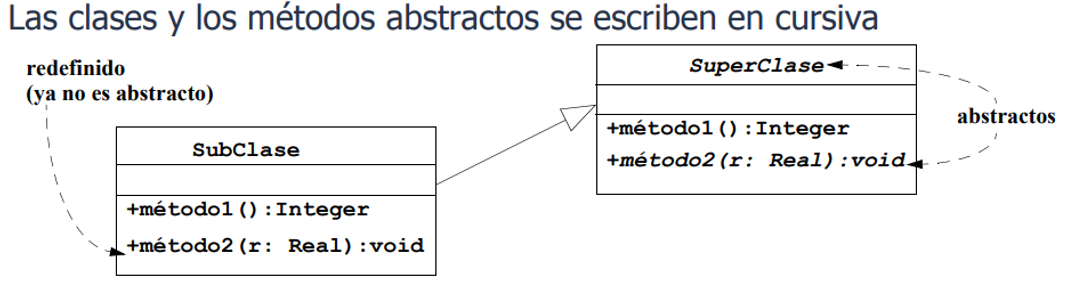 Las clases y los métodos abstractos se escriben en cursiva
redefinido
(ya no es abstracto)
SuperClase
abstractos
+método1():Integer
+método2(r: Real):void
SubClase
+método1():Integer
+método2(r: Real):void